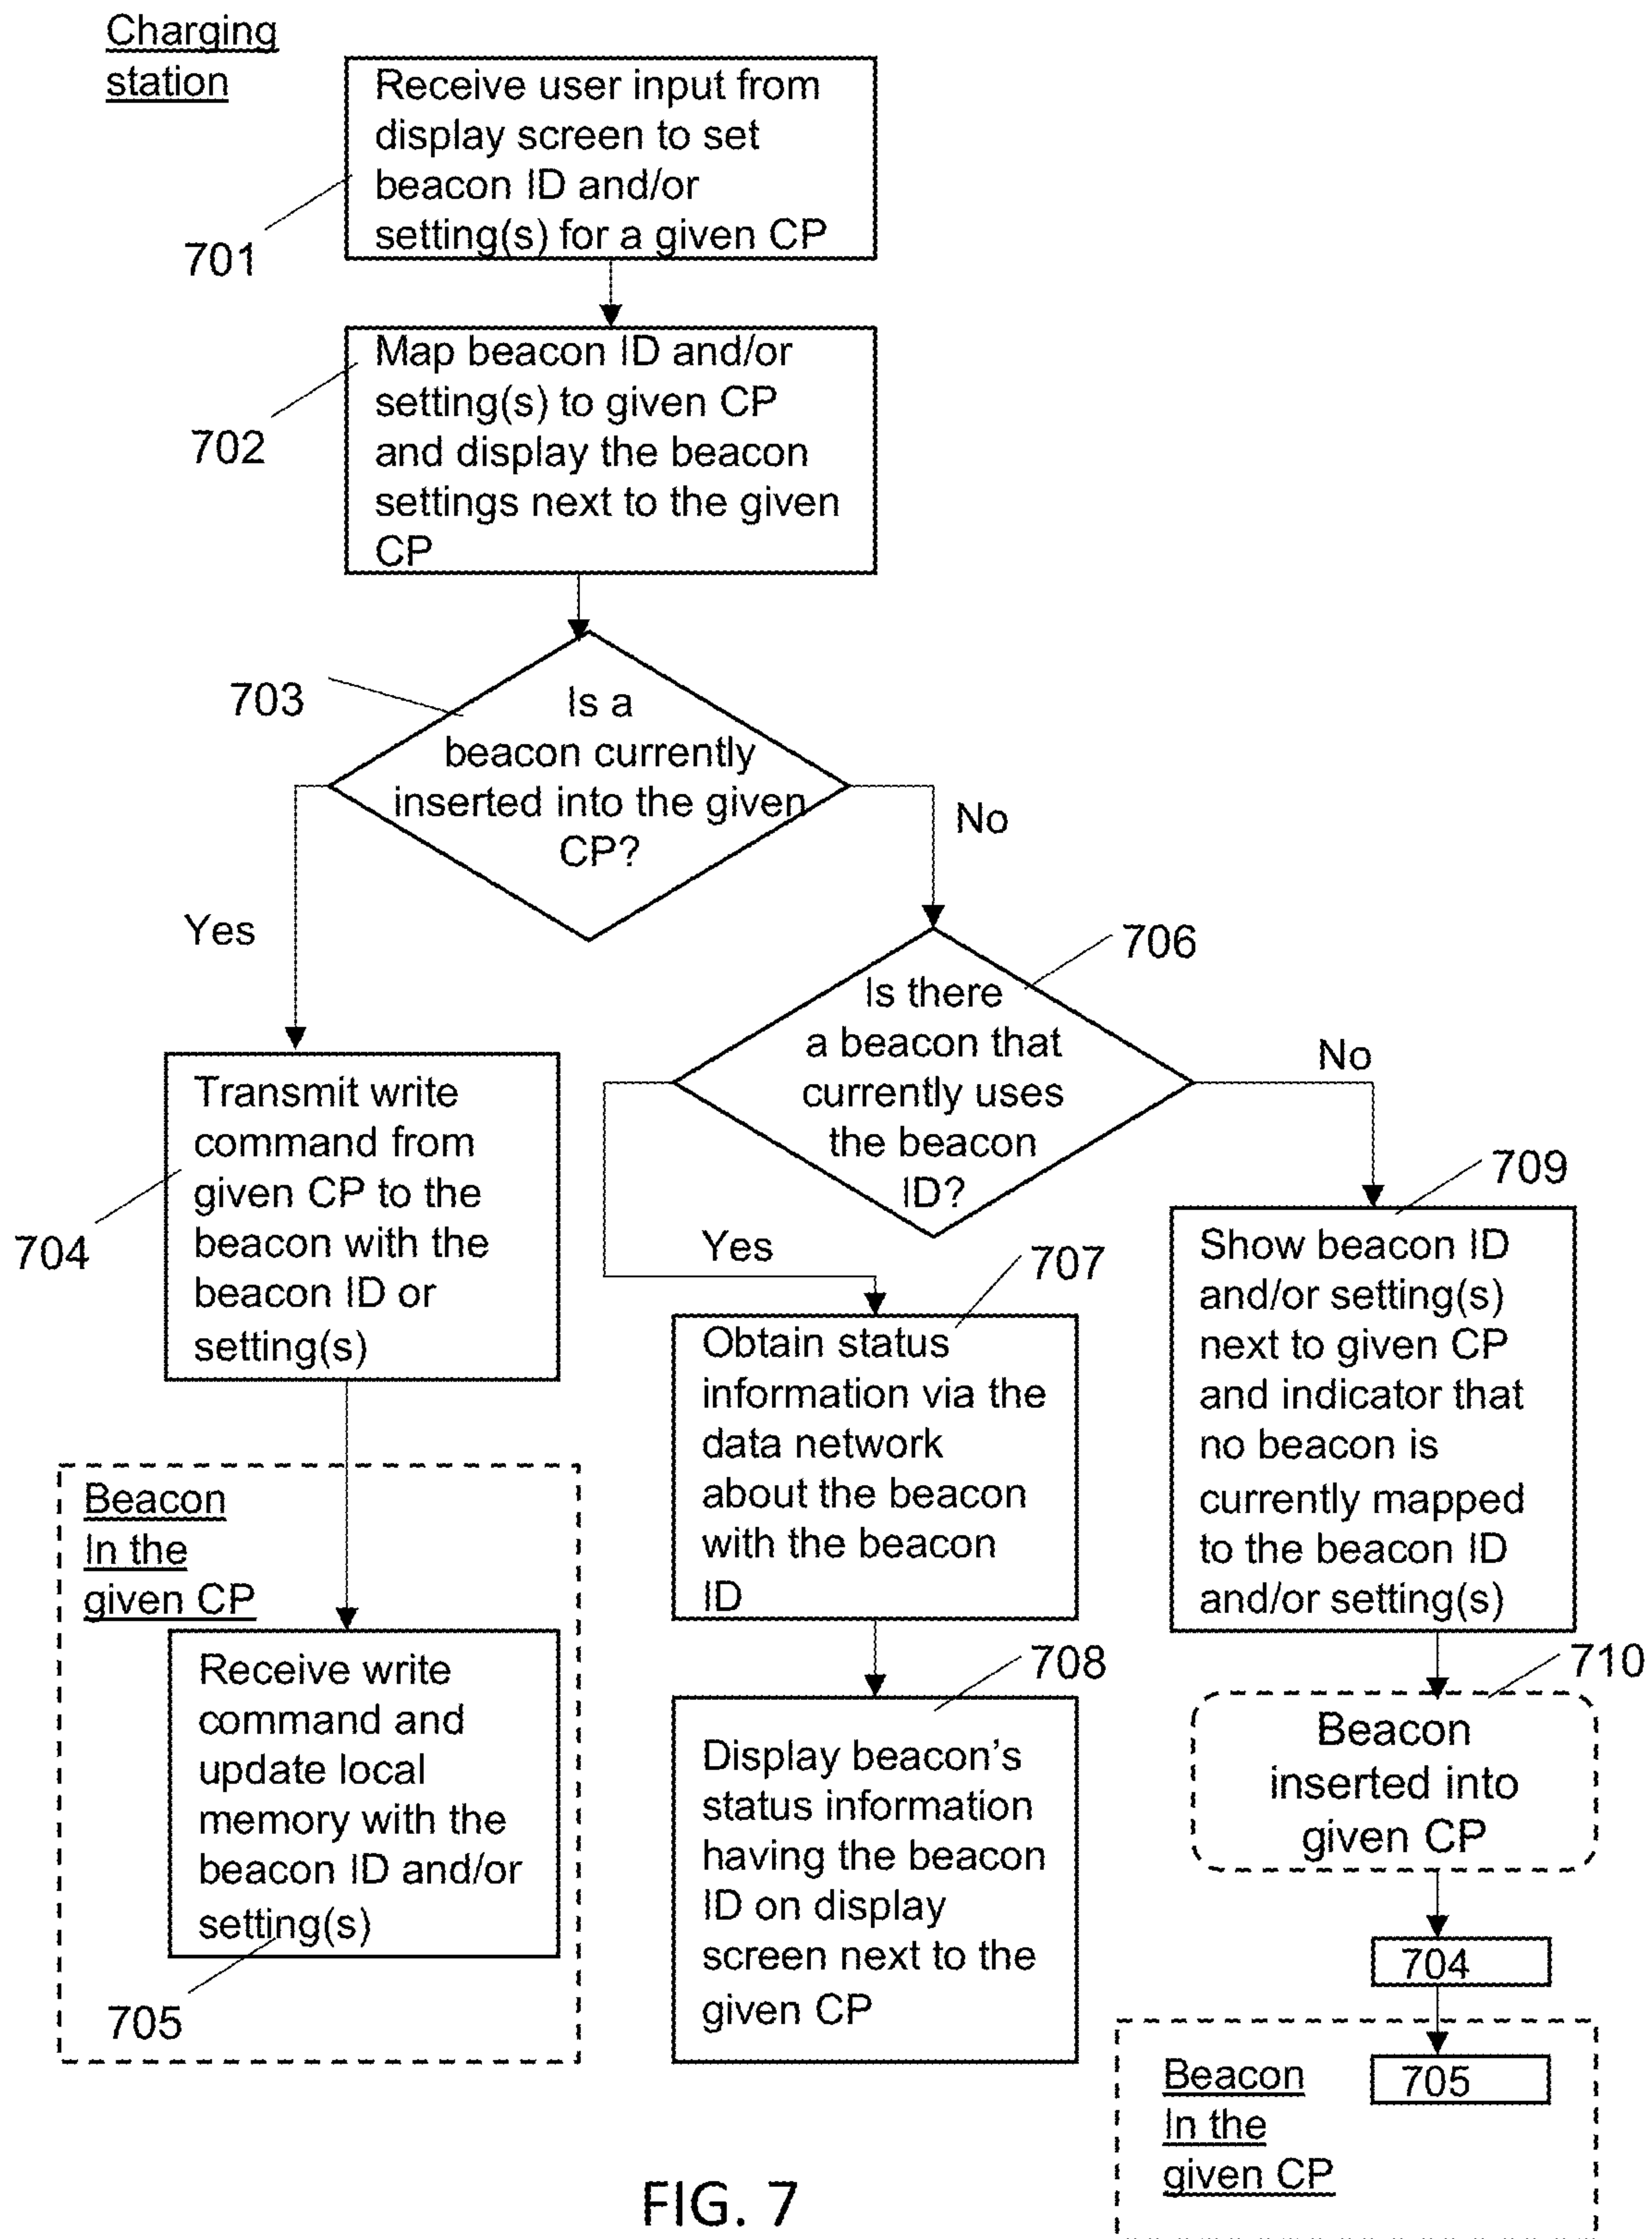 Charging
station
Receive user input from
display screen to set
beacon ID and/or
setting(s) for a given CP
701
Map beacon ID and/or
setting(s) to given CP
and display the beacon
settings next to the given
CP
702
703
Is a
beacon currently
inserted into the given
CP?
No
Yes
706
Is there
a beacon that
currently uses
the beacon
ID?
No
Yes
Transmit write
command from
given CP to the
beacon with the
beacon ID or
setting(s)
704
Beacon
In the
given CP
Receive write
command and
update local
memory with the
beacon ID and/or
setting(s)
705
707
Obtain status
information via the
data network
about the beacon
with the beacon
ID
708
Display beacon’s
status information
having the beacon
ID on display
screen next to the
given CP
709
Show beacon ID
and/or setting(s)
next to given CP
and indicator that
no beacon is
currently mapped
to the beacon ID
and/or setting(s)
710
Beacon
inserted into
given CP
704
705
Beacon
In the
given CP
FIG. 7